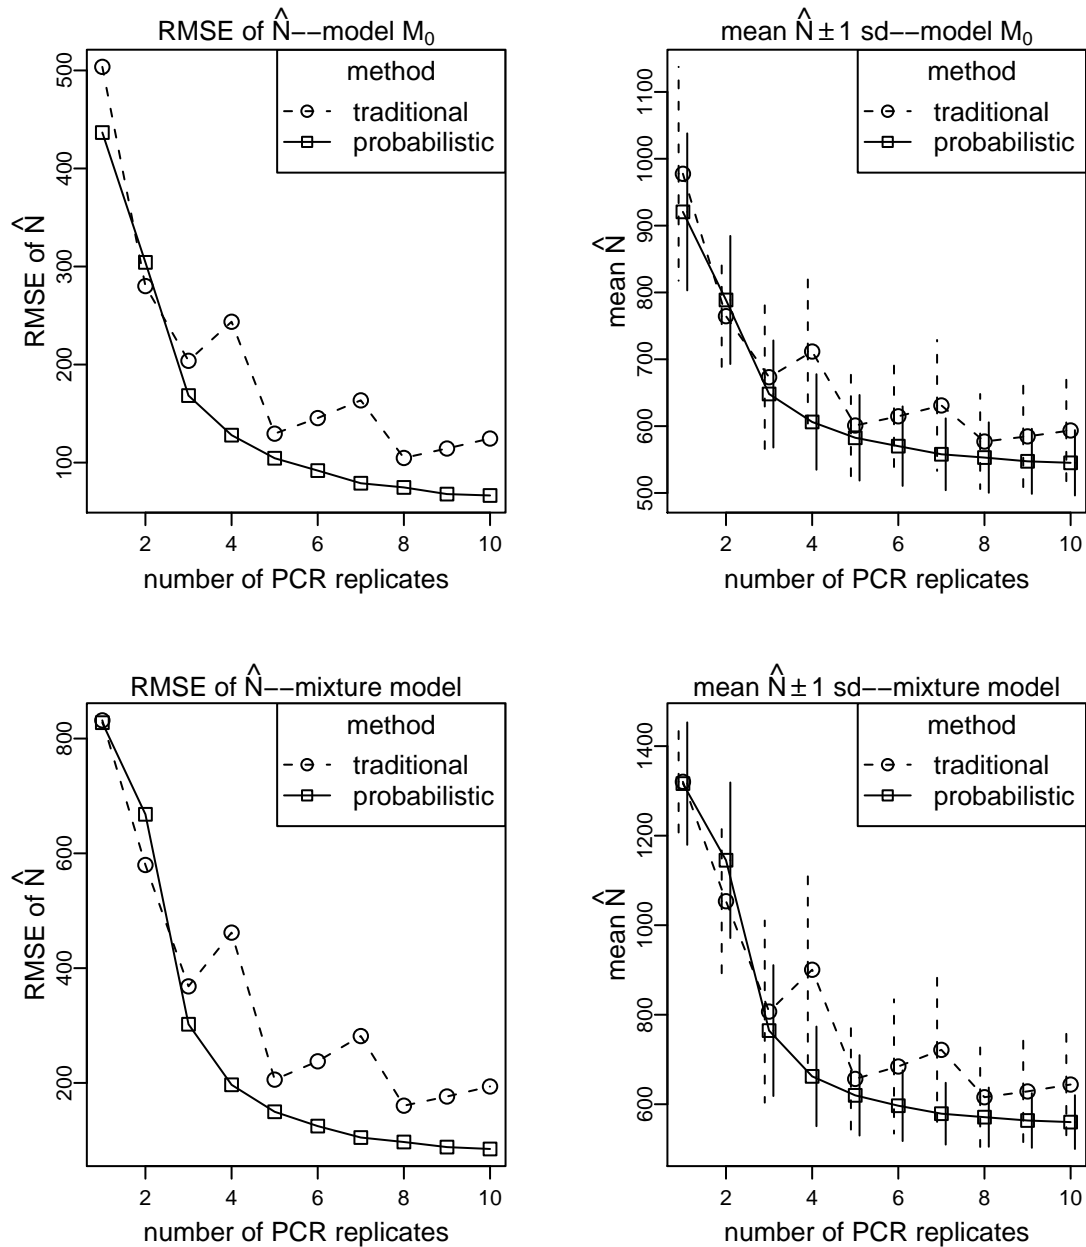 RMSE of N̂−−model M₀
method
traditional
probabilistic
RMSE of N̂
100 200 300 400 500
2 4 6 8 10
number of PCR replicates
mean N̂ ± 1 sd−−model M₀
method
traditional
probabilistic
mean N̂
500 600 700 800 900 1000 1100
2 4 6 8 10
number of PCR replicates
RMSE of N̂−−mixture model
method
traditional
probabilistic
RMSE of N̂
200 400 600 800
2 4 6 8 10
number of PCR replicates
mean N̂ ± 1 sd−−mixture model
method
traditional
probabilistic
mean N̂
600 800 1000 1200 1400
2 4 6 8 10
number of PCR replicates